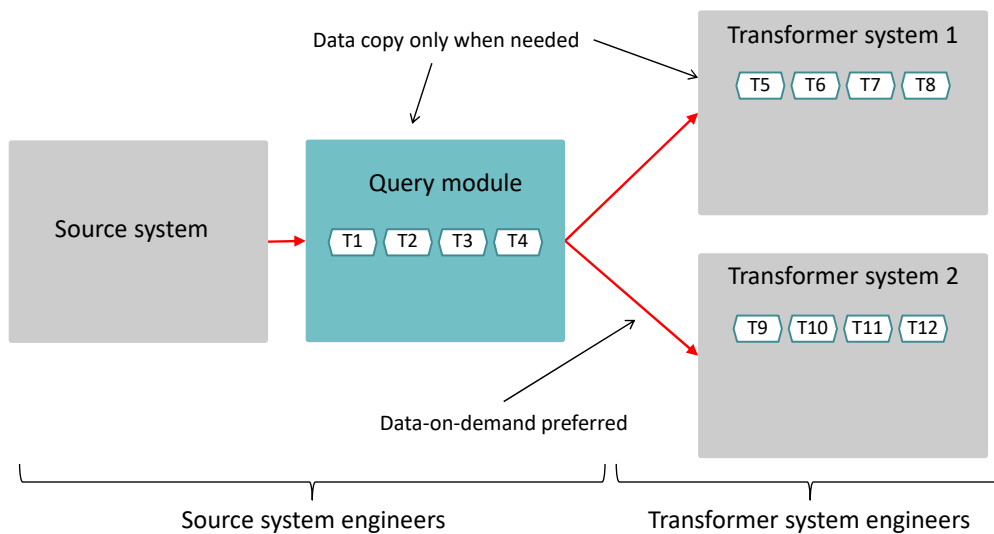 Data copy only when needed
Transformer system 1
T5 T6 T7 T8
Source system
Query module
T1 T2 T3 T4
Transformer system 2
T9 T10 T11 T12
Data-on-demand preferred
Source system engineers
Transformer system engineers